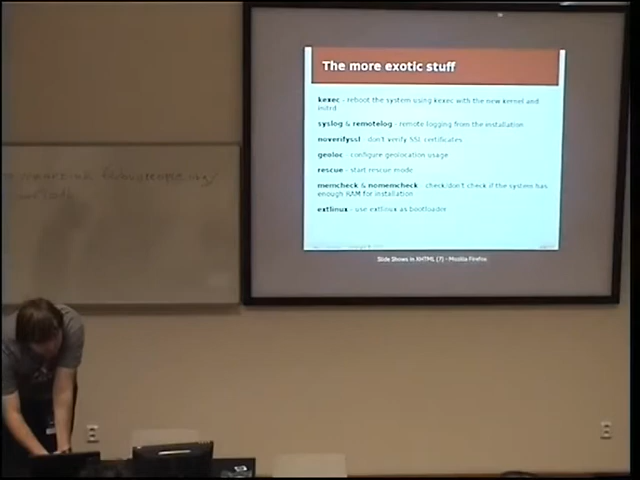 The more exotic stuff
kexec - reboot the system using kexec with the new kernel and
initrd
syslog & remotelog - remote logging from the installation
noverifyssl - don't verify SSL certificates
geoloc - configure geolocation usage
rescue - start rescue mode
memcheck & nomemcheck - check/don't check if the system has
enough RAM for installation
extlinux - use extlinux as bootloader
Slide Shows in XHTML (7) - Mozilla Firefox